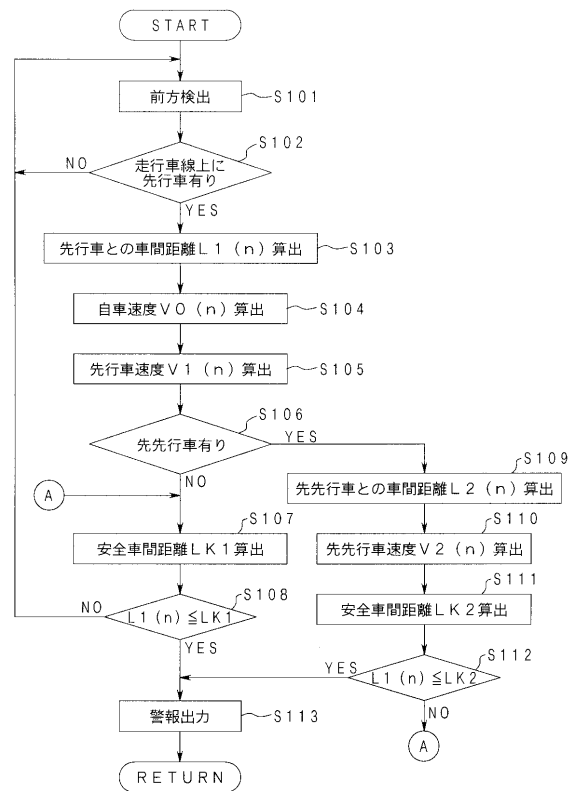 START
前方検出
S101
走行車線上に
先行車有り
S102
NO
YES
先行車との車間距離L1(n)算出
S103
自車速度V0(n)算出
S104
先行車速度V1(n)算出
S105
先先行車有り
S106
YES
NO
A
先先行車との車間距離L2(n)算出
S109
安全車間距離LK1算出
S107
先先行車速度V2(n)算出
S110
安全車間距離LK2算出
S111
L1(n)≦LK1
S108
NO
YES
L1(n)≦LK2
S112
YES
NO
A
警報出力
S113
RETURN